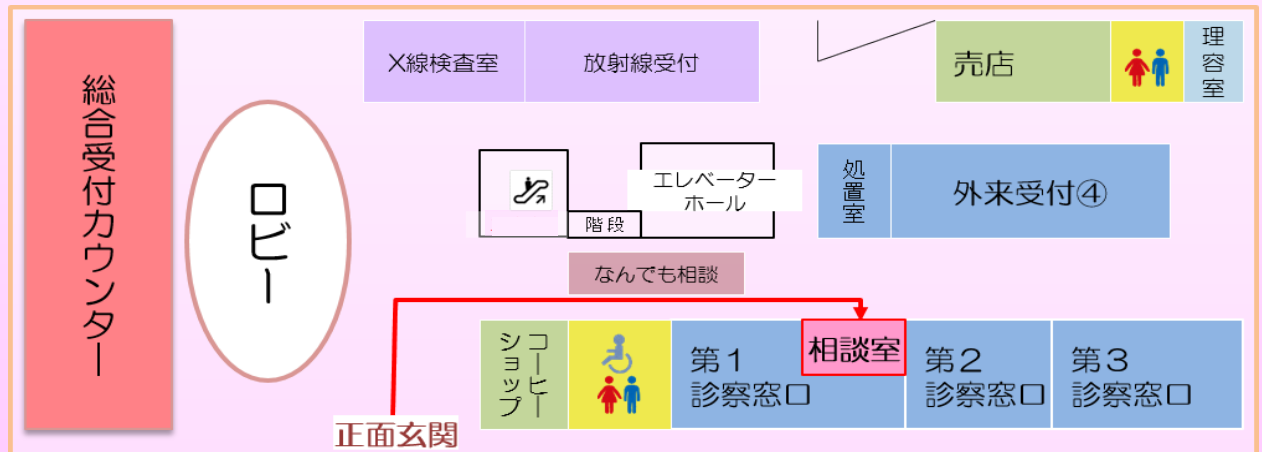 総合受付カウンター
ロビー
X線検査室
放射線受付
売店
理容室
エレベーター
ホール
階段
処置室
外来受付④
なんでも相談
コーヒー
ショップ
第1
診察窓口
相談室
第2
診察窓口
第3
診察窓口
正面玄関